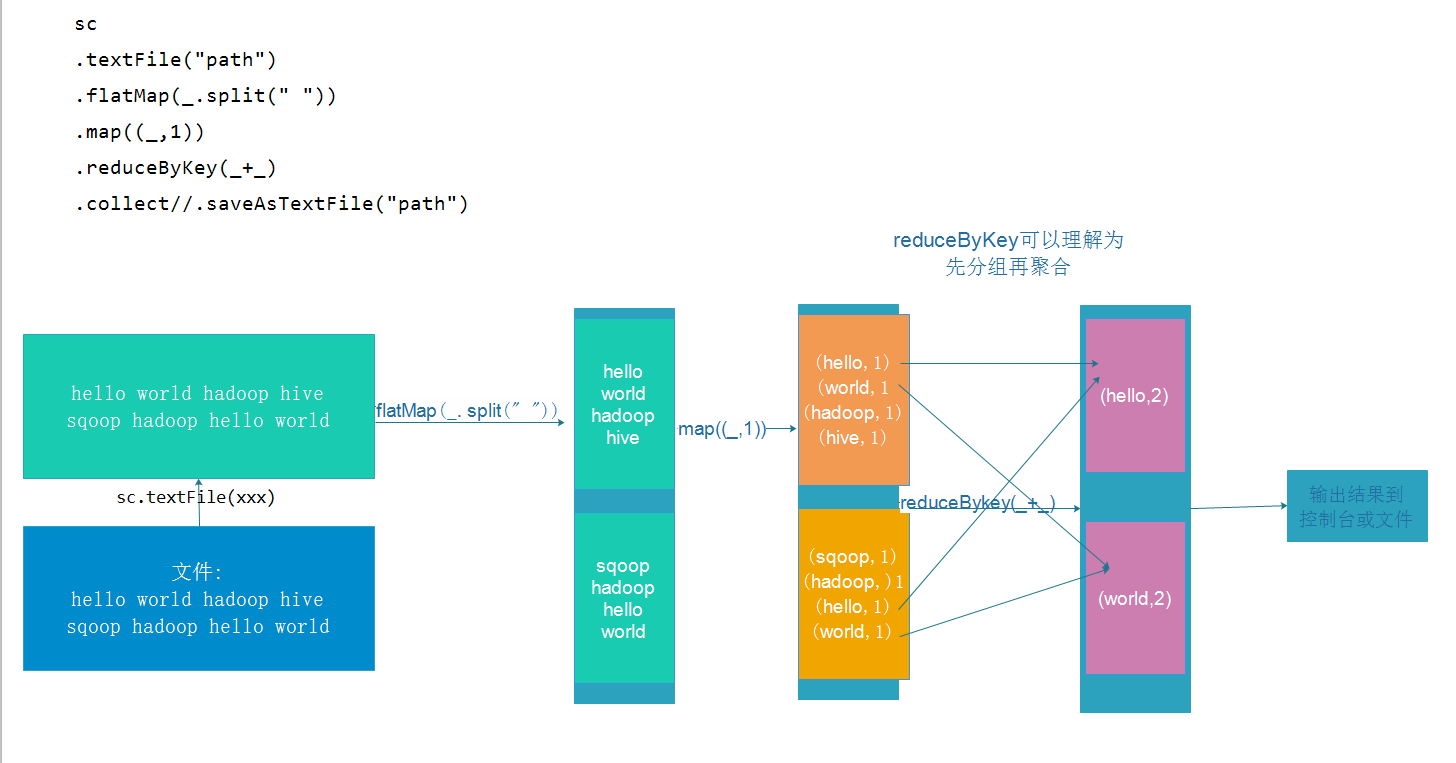 sc
.textFile("path")
.flatMap(_.split(" "))
.map((_,1))
.reduceByKey(_+_)
.collect//.saveAsTextFile("path")
reduceByKey可以理解为
先分组再聚合
hello world hadoop hive
sqoop hadoop hello world
sc.textFile(xxx)
文件:
hello world hadoop hive
sqoop hadoop hello world
flatMap(_.split(" "))
hello
world
hadoop
hive
sqoop
hadoop
hello
world
map((_,1))
(hello,1)
(world,1
(hadoop,1)
(hive,1)
(sqoop,1)
(hadoop,)1
(hello,1)
(world,1)
reduceBykey(_+_)
(hello,2)
(world,2)
输出结果到
控制台或文件